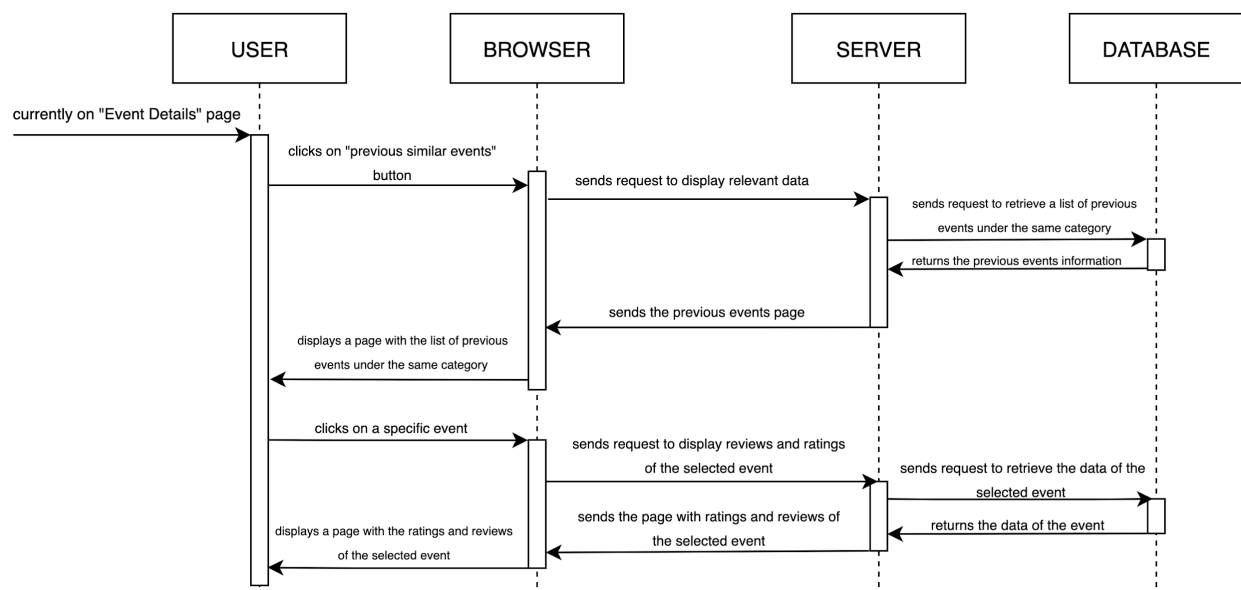 USER
BROWSER
SERVER
DATABASE
currently on "Event Details" page
clicks on "previous similar events"
button
sends request to display relevant data
sends request to retrieve a list of previous
events under the same category
returns the previous events information
sends the previous events page
displays a page with the list of previous
events under the same category
clicks on a specific event
sends request to display reviews and ratings
of the selected event
sends request to retrieve the data of the
selected event
returns the data of the event
sends the page with ratings and reviews of
the selected event
displays a page with the ratings and reviews
of the selected event